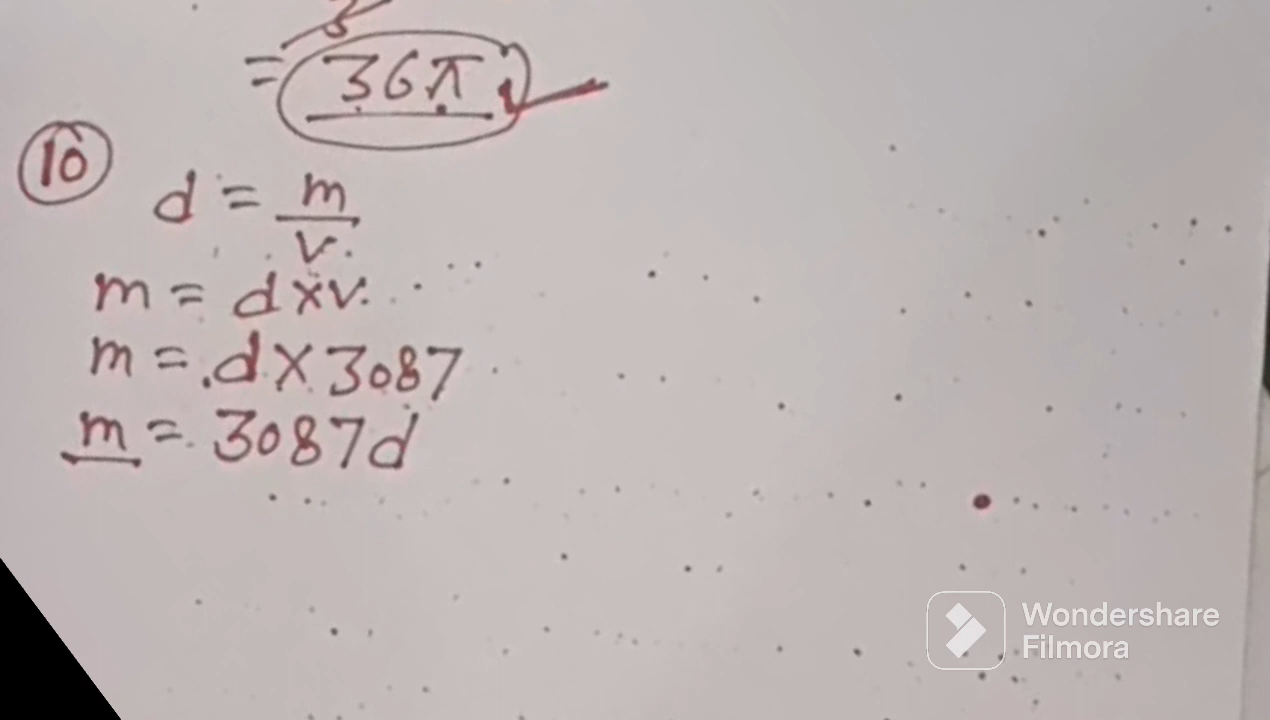 = 36π
10
d = m/v
m = d×v
m = d×3087
m = 3087d
Wondershare
Filmora